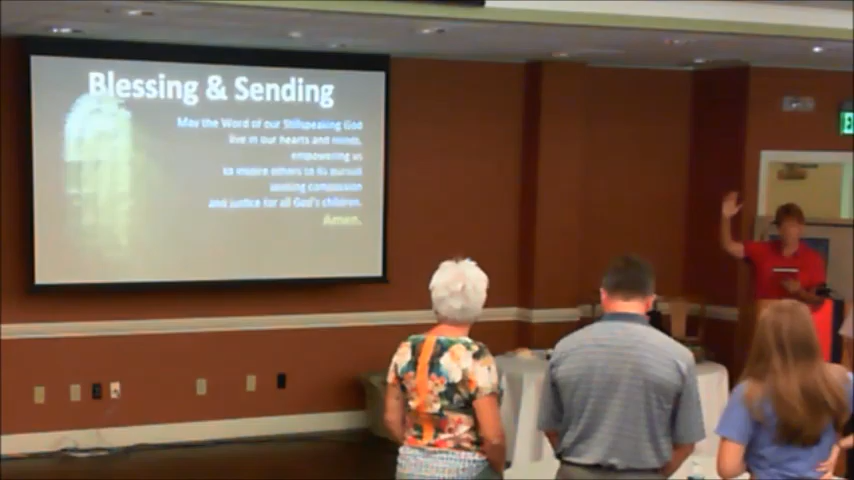 Blessing & Sending
May the Word of our Stillspeaking God
live in our hearts and minds,
empowering us
to inspire others to its pursuit
seeking compassion
and justice for all God's children.
Amen.
E